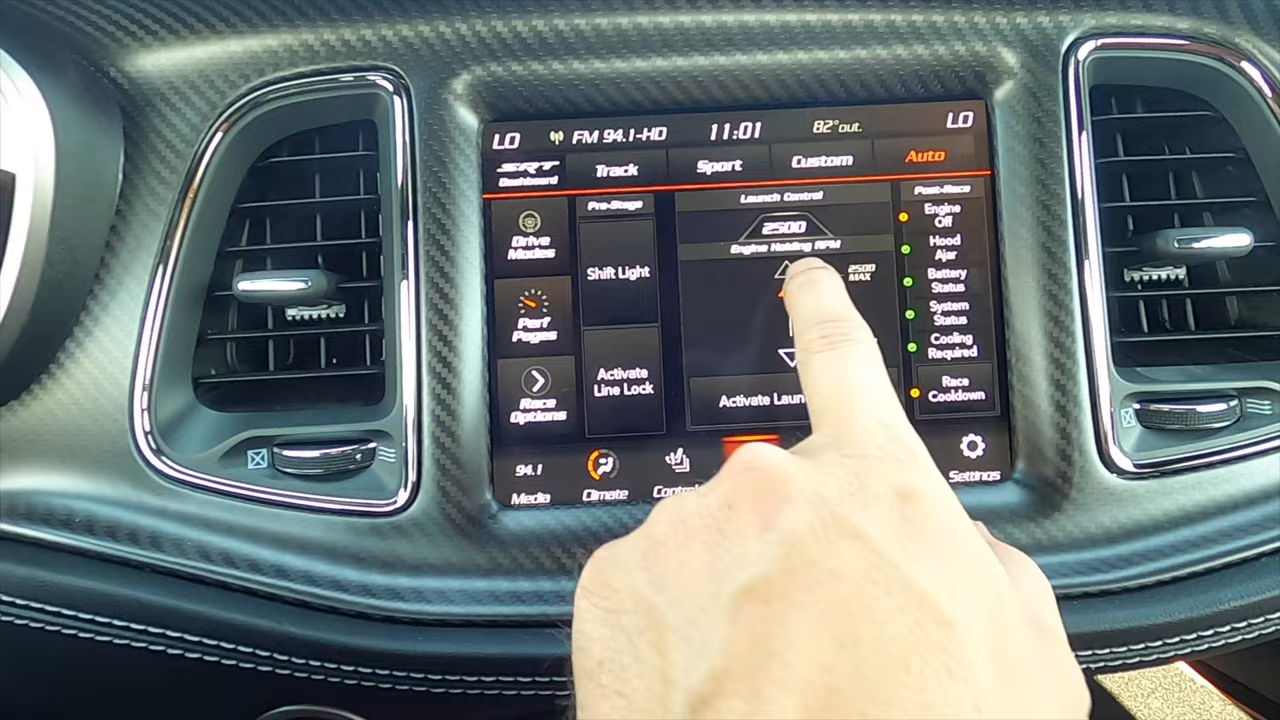 LO FM 94.1-HD 11:01 82°out. LO
SRT
Dashboard
Track
Sport
Custom
Auto
Drive
Modes
Perf
Pages
Race
Options
Pre-Stage
Shift Light
Activate
Line Lock
Launch Control
2500
Engine Holding RPM
2500
MAX
Activate
Post-Race
Engine
Off
Hood
Ajar
Battery
Status
System
Status
Cooling
Required
Race
Cooldown
94.1
Media
Climate
Settings